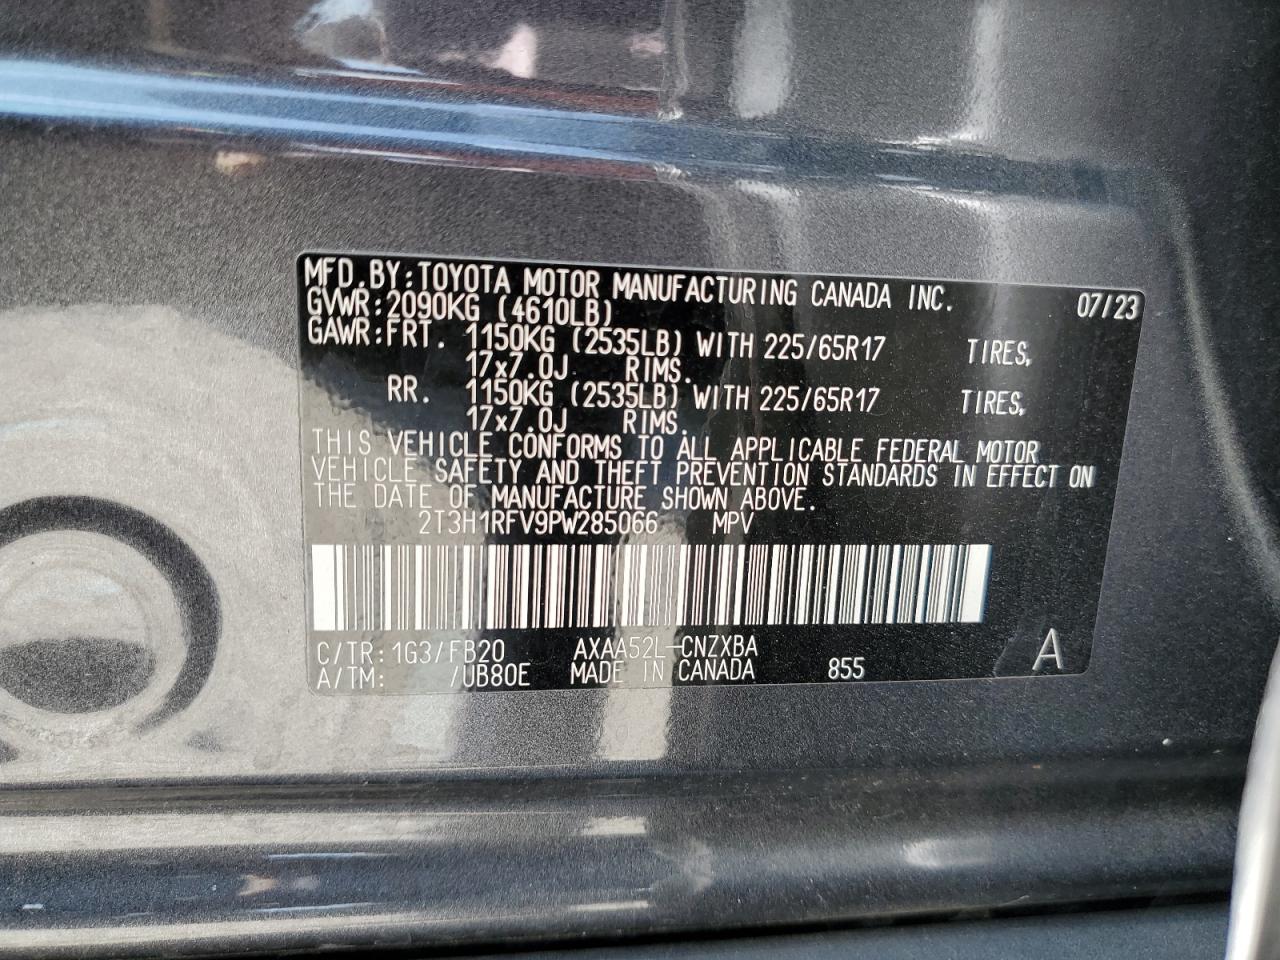 MFD.BY:TOYOTA MOTOR MANUFACTURING CANADA INC. 07/23
GVWR:2090KG (4610LB)
GAWR:FRT. 1150KG (2535LB) WITH 225/65R17 TIRES,
17x7.0J RIMS.
RR. 1150KG (2535LB) WITH 225/65R17 TIRES,
17x7.0J RIMS.
THIS VEHICLE CONFORMS TO ALL APPLICABLE FEDERAL MOTOR
VEHICLE SAFETY AND THEFT PREVENTION STANDARDS IN EFFECT ON
THE DATE OF MANUFACTURE SHOWN ABOVE.
2T3H1RFV9PW285066 MPV
C/TR:1G3/FB20 AXAA52L-CNZXBA
A/TM: /UB80E MADE IN CANADA 855 A